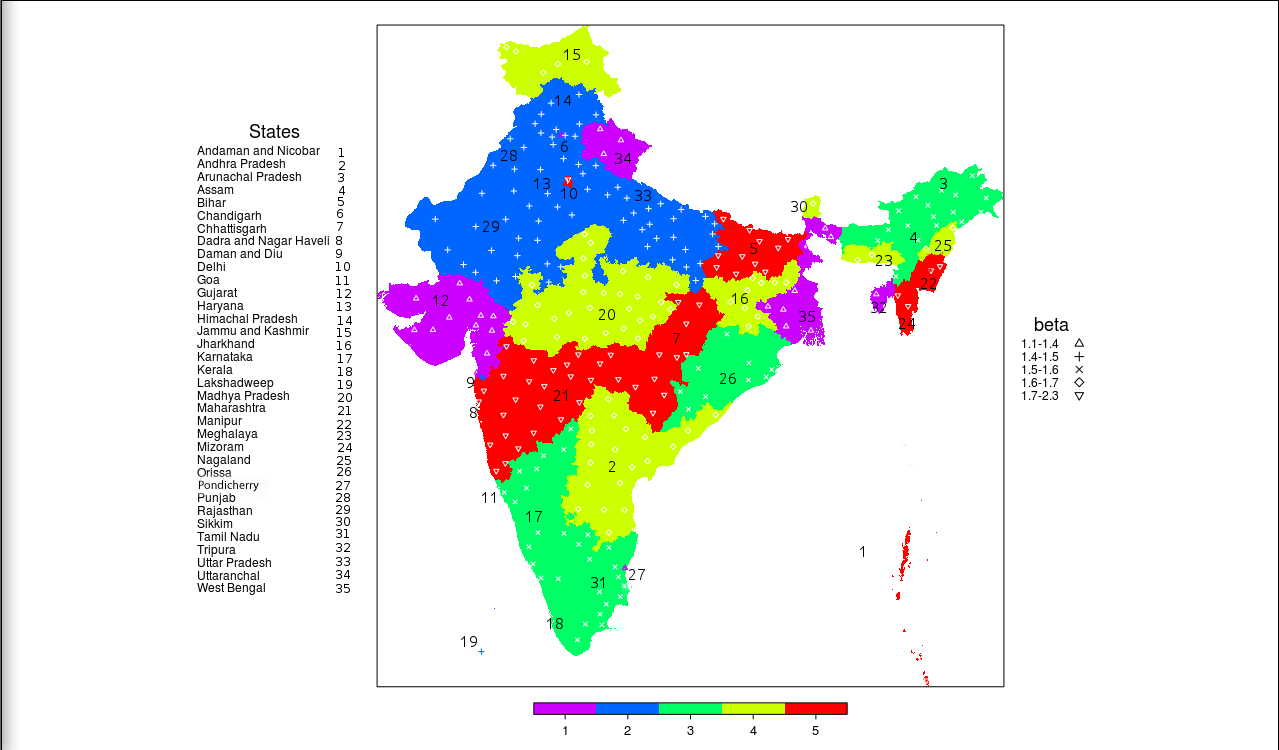 States
Andaman and Nicobar 1
Andhra Pradesh 2
Arunachal Pradesh 3
Assam 4
Bihar 5
Chandigarh 6
Chhattisgarh 7
Dadra and Nagar Haveli 8
Daman and Diu 9
Delhi 10
Goa 11
Gujarat 12
Haryana 13
Himachal Pradesh 14
Jammu and Kashmir 15
Jharkhand 16
Karnataka 17
Kerala 18
Lakshadweep 19
Madhya Pradesh 20
Maharashtra 21
Manipur 22
Meghalaya 23
Mizoram 24
Nagaland 25
Orissa 26
Pondicherry 27
Punjab 28
Rajasthan 29
Sikkim 30
Tamil Nadu 31
Tripura 32
Uttar Pradesh 33
Uttaranchal 34
West Bengal 35
15
14
6
28
34
13
10
33
3
30
29
4
25
5
23
22
12
16
32
20
35
24
7
9
26
21
8
2
11
17
1
27
31
18
19
beta
1.1-1.4
1.4-1.5
1.5-1.6
1.6-1.7
1.7-2.3
1 2 3 4 5